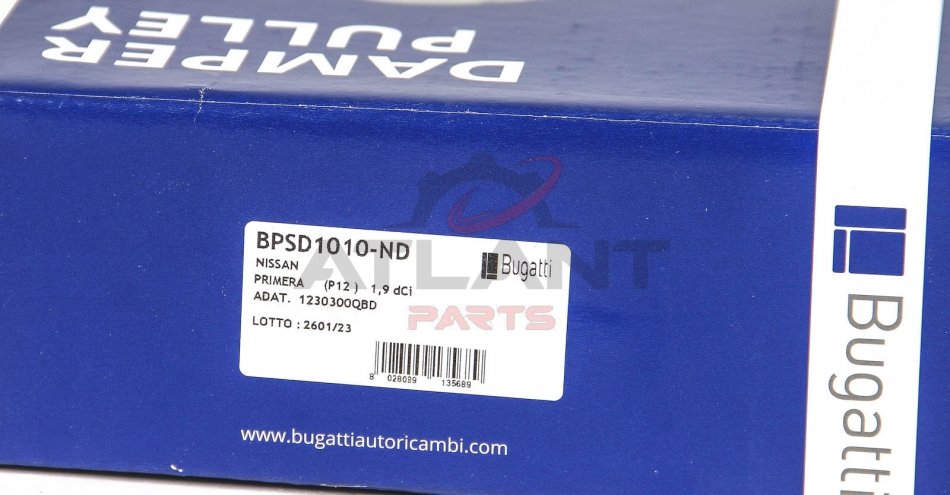 DAMPER
PULLEY
BPSD1010-ND
NISSAN
PRIMERA (P12 ) 1,9 dCi
ADAT. 1230300QBD
LOTTO : 2601/23
Bugatti
8 028099 135689
www.bugattiautoricambi.com
Bugatti
ATLANT
PARTS